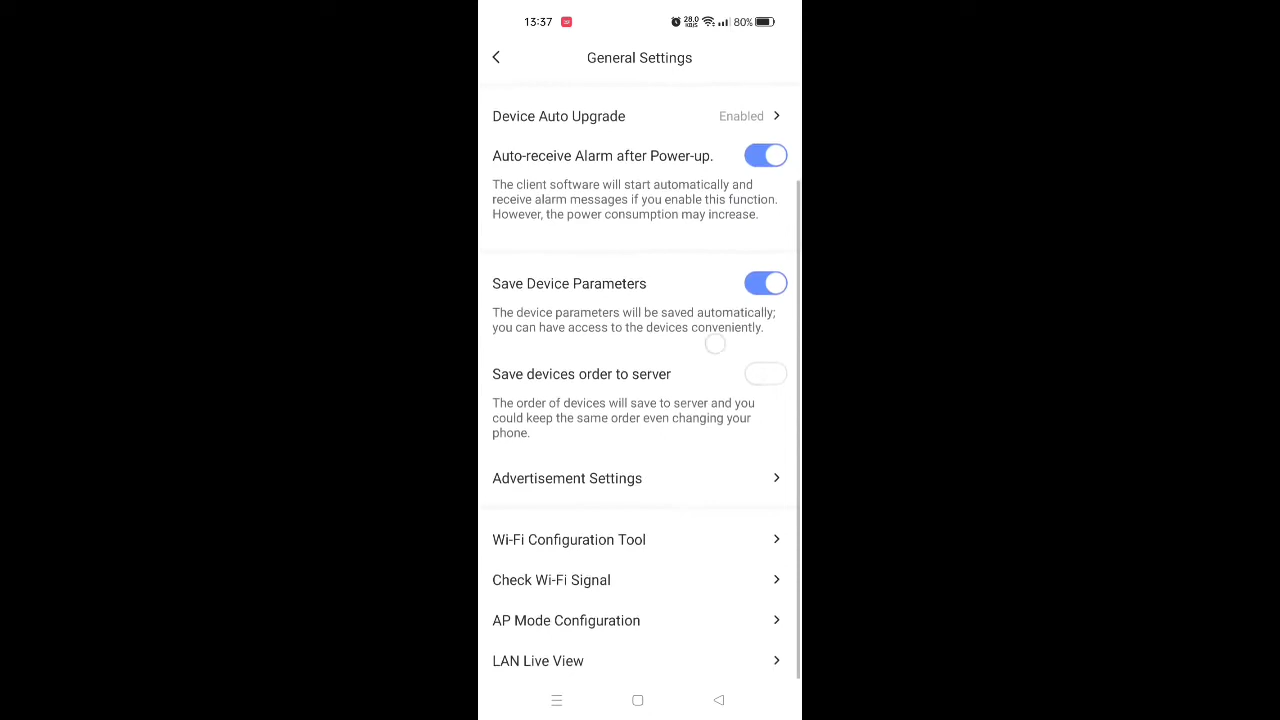 13:37
28.0
KB/S
80%
General Settings
Device Auto Upgrade Enabled
Auto-receive Alarm after Power-up.
The client software will start automatically and
receive alarm messages if you enable this function.
However, the power consumption may increase.
Save Device Parameters
The device parameters will be saved automatically;
you can have access to the devices conveniently.
Save devices order to server
The order of devices will save to server and you
could keep the same order even changing your
phone.
Advertisement Settings
Wi-Fi Configuration Tool
Check Wi-Fi Signal
AP Mode Configuration
LAN Live View